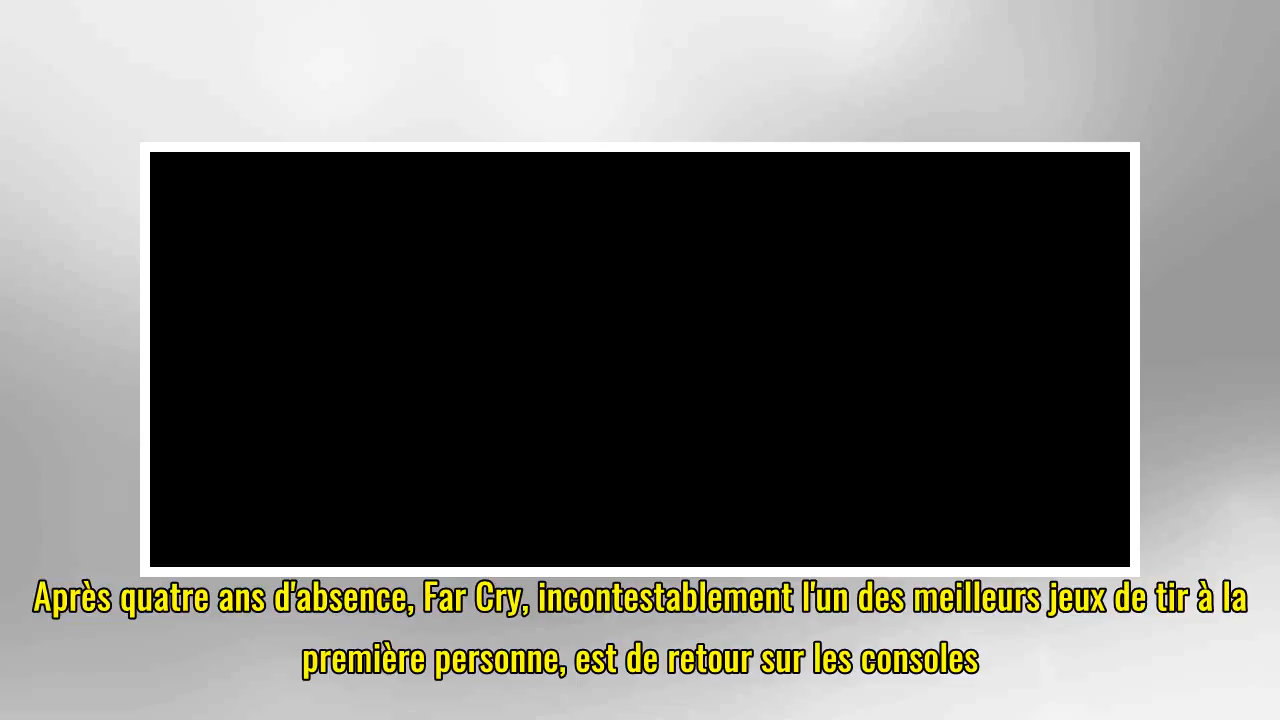 Après quatre ans d'absence, Far Cry, incontestablement l'un des meilleurs jeux de tir à la
première personne, est de retour sur les consoles